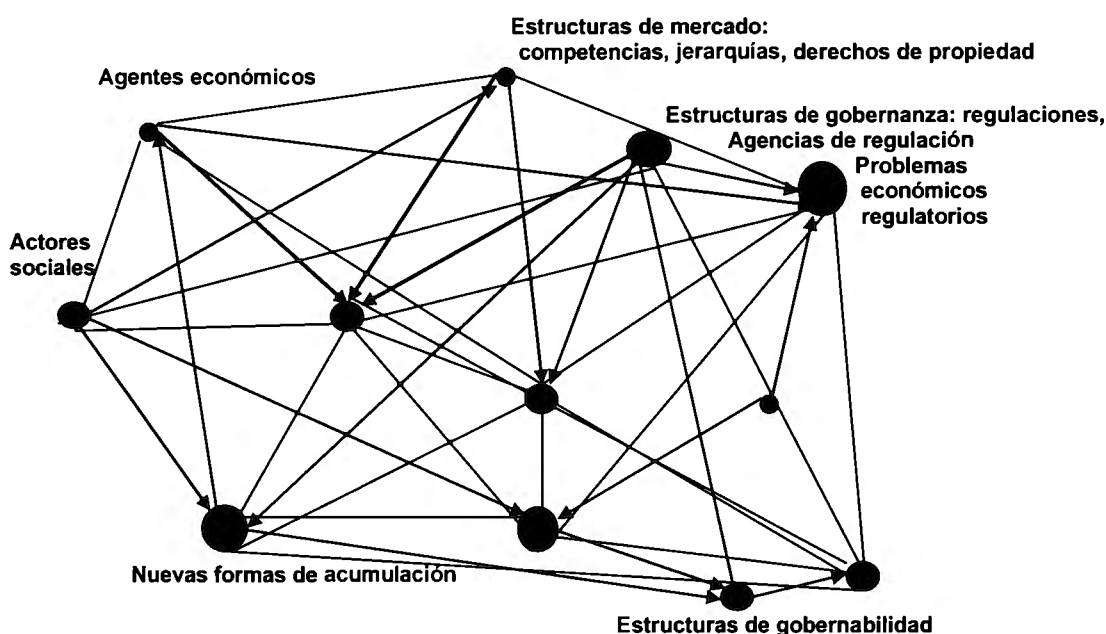 Estructuras de mercado:
competencias, jerarquías, derechos de propiedad
Agentes económicos
Estructuras de gobernanza: regulaciones,
Agencias de regulación
Problemas
económicos
regulatorios
Actores
sociales
Nuevas formas de acumulación
Estructuras de gobernabilidad